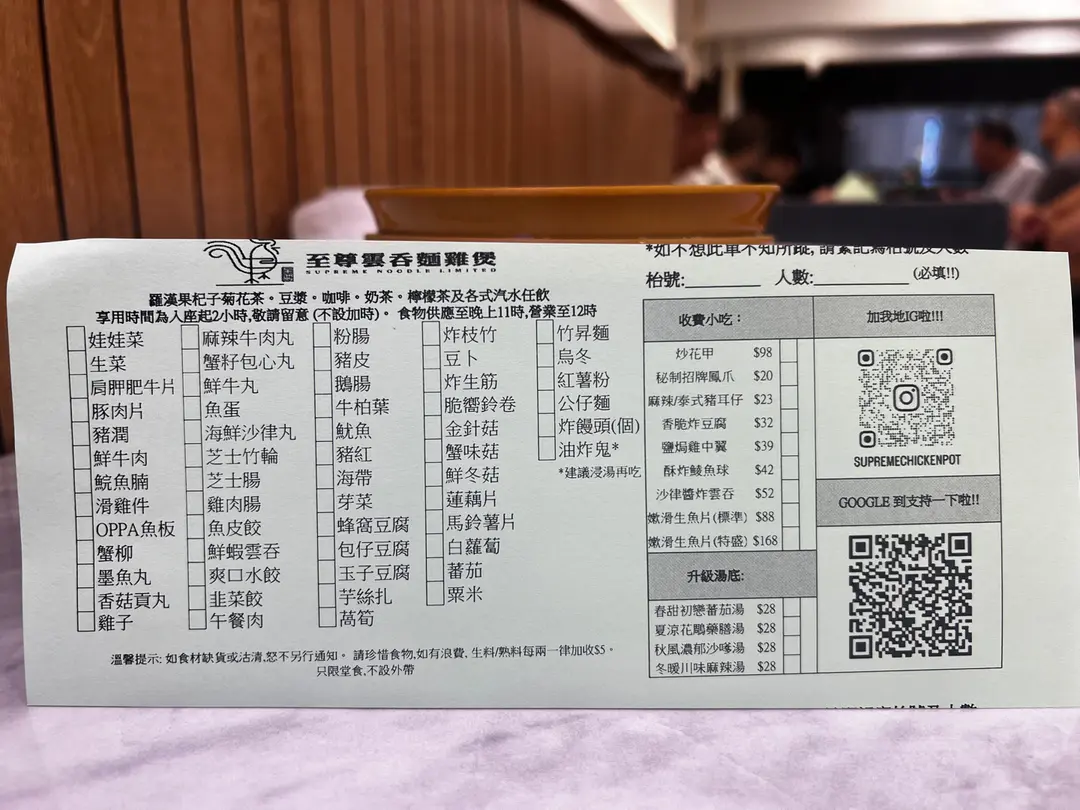 至尊雲吞麵雞煲
SUPREME NOODLE LIMITED
羅漢果杞子菊花茶。豆漿。咖啡。奶茶。檸檬茶及各式汽水任飲
享用時間為入座起2小時,敬請留意 (不設加時)。 食物供應至晚上11時,營業至12時
娃娃菜
生菜
肩胛肥牛片
豚肉片
豬潤
鮮牛肉
鯇魚腩
滑雞件
OPPA魚板
蟹柳
墨魚丸
香菇貢丸
雞子
麻辣牛肉丸
蟹籽包心丸
鮮牛丸
魚蛋
海鮮沙律丸
芝士竹輪
芝士腸
雞肉腸
魚皮餃
鮮蝦雲吞
爽口水餃
韭菜餃
午餐肉
粉腸
豬皮
鵝腸
牛柏葉
魷魚
豬紅
海帶
芽菜
蜂窩豆腐
包仔豆腐
玉子豆腐
芋絲扎
萵筍
炸枝竹
豆卜
炸生筋
脆嚮鈴卷
金針菇
蟹味菇
鮮冬菇
蓮藕片
馬鈴薯片
白蘿蔔
蕃茄
粟米
竹昇麵
烏冬
紅薯粉
公仔麵
炸饅頭(個)
油炸鬼*
*建議浸湯再吃
溫馨提示: 如食材缺貨或沽清,恕不另行通知。 請珍惜食物,如有浪費, 生料/熟料每兩一律加收$5。
只限堂食,不設外帶
*如不想此單不知所蹤, 請緊記寫枱號及人數
枱號:________ 人數:__________ (必填!!)
收費小吃：
炒花甲 $98
秘制招牌鳳爪 $20
麻辣/泰式豬耳仔 $23
香脆炸豆腐 $32
鹽焗雞中翼 $39
酥炸鯪魚球 $42
沙律醬炸雲吞 $52
嫩滑生魚片(標準) $88
嫩滑生魚片(特盛) $168
升級湯底:
春甜初戀蕃茄湯 $28
夏涼花鵰藥膳湯 $28
秋風濃郁沙嗲湯 $28
冬暖川味麻辣湯 $28
加我地IG啦!!!
SUPREMECHICKENPOT
GOOGLE 到支持一下啦!!